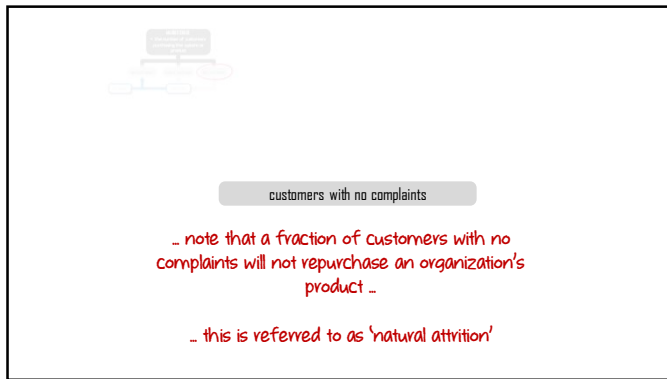 customers with no complaints
... note that a fraction of customers with no
complaints will not repurchase an organization's
product ...
... this is referred to as ‘natural attrition’